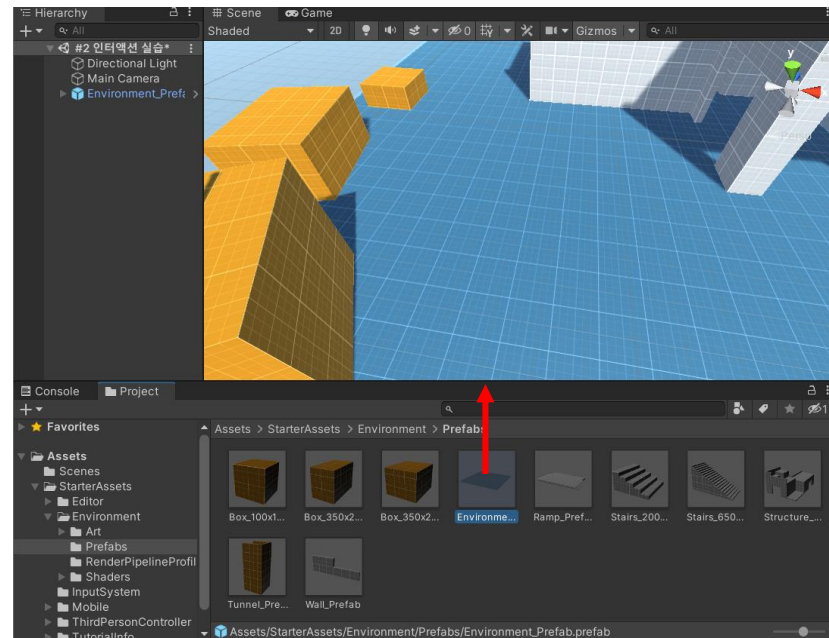 Hierarchy
All
#2 인터액션 실습*
Directional Light
Main Camera
Environment_Prefa
Scene
Game
Shaded
2D
0
Gizmos
All
y
Console
Project
1
Favorites
Assets
Scenes
StarterAssets
Editor
Environment
Art
Prefabs
RenderPipelineProfil
Shaders
InputSystem
Mobile
ThirdPersonController
TutorialInfo
Assets > StarterAssets > Environment > Prefabs
Box_100x1... Box_350x2... Box_350x2... Environme... Ramp_Pref... Stairs_200... Stairs_650... Structure_...
Tunnel_Pre... Wall_Prefab
Assets/StarterAssets/Environment/Prefabs/Environment_Prefab.prefab